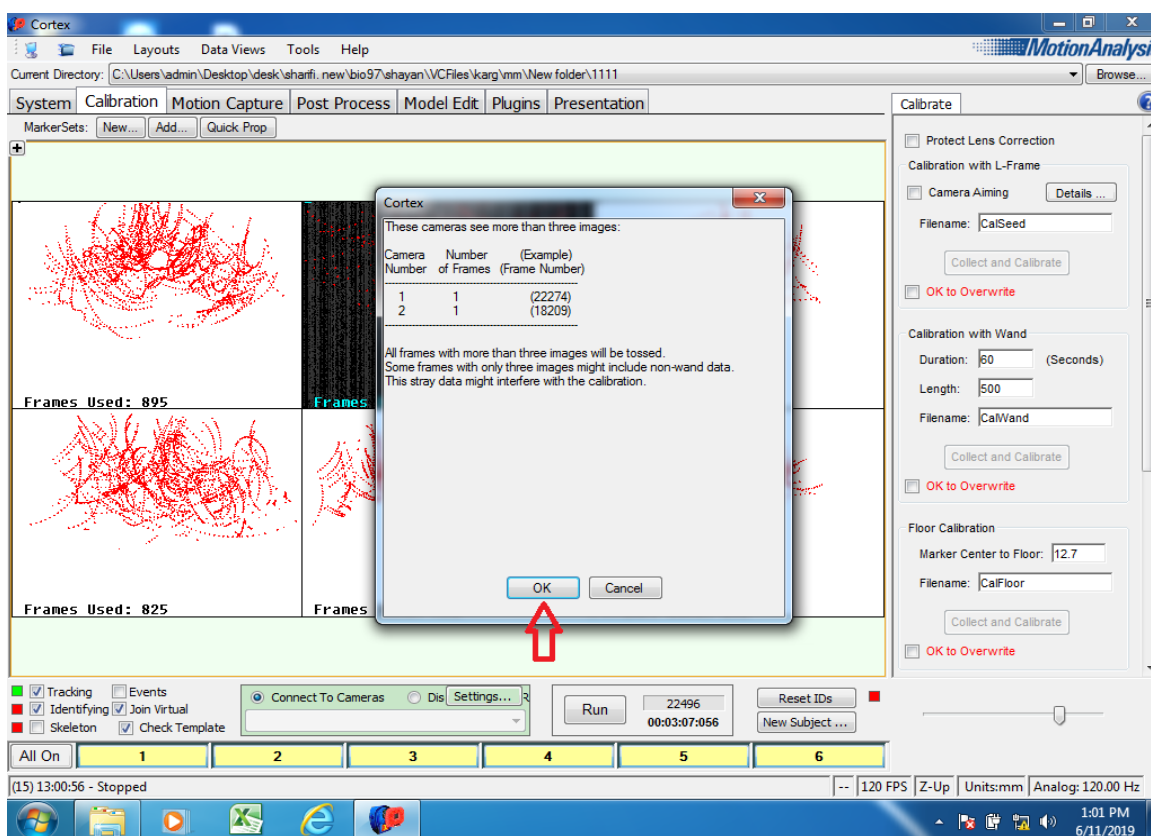 Cortex
File Layouts Data Views Tools Help
MotionAnalysi
Current Directory: C:\Users\admin\Desktop\desk\sharifi. new\bio97\shayan\VCFiles\karg\mm\New folder\1111
Browse...
System Calibration Motion Capture Post Process Model Edit Plugins Presentation
MarkerSets: New... Add... Quick Prop
Frames Used: 895
Frames
Frames Used: 825
Frames
Cortex
These cameras see more than three images:
Camera Number (Example)
Number of Frames (Frame Number)
1 1 (22274)
2 1 (18209)
All frames with more than three images will be tossed.
Some frames with only three images might include non-wand data.
This stray data might interfere with the calibration.
OK Cancel
Calibrate
Protect Lens Correction
Calibration with L-Frame
Camera Aiming Details ...
Filename: CalSeed
Collect and Calibrate
OK to Overwrite
Calibration with Wand
Duration: 60 (Seconds)
Length: 500
Filename: CalWand
Collect and Calibrate
OK to Overwrite
Floor Calibration
Marker Center to Floor: 12.7
Filename: CalFloor
Collect and Calibrate
OK to Overwrite
Tracking Events
Identifying Join Virtual
Skeleton Check Template
Connect To Cameras Dis Settings...
Run
22496
00:03:07:056
Reset IDs
New Subject ...
All On 1 2 3 4 5 6
(15) 13:00:56 - Stopped
-- 120 FPS Z-Up Units:mm Analog: 120.00 Hz
1:01 PM
6/11/2019